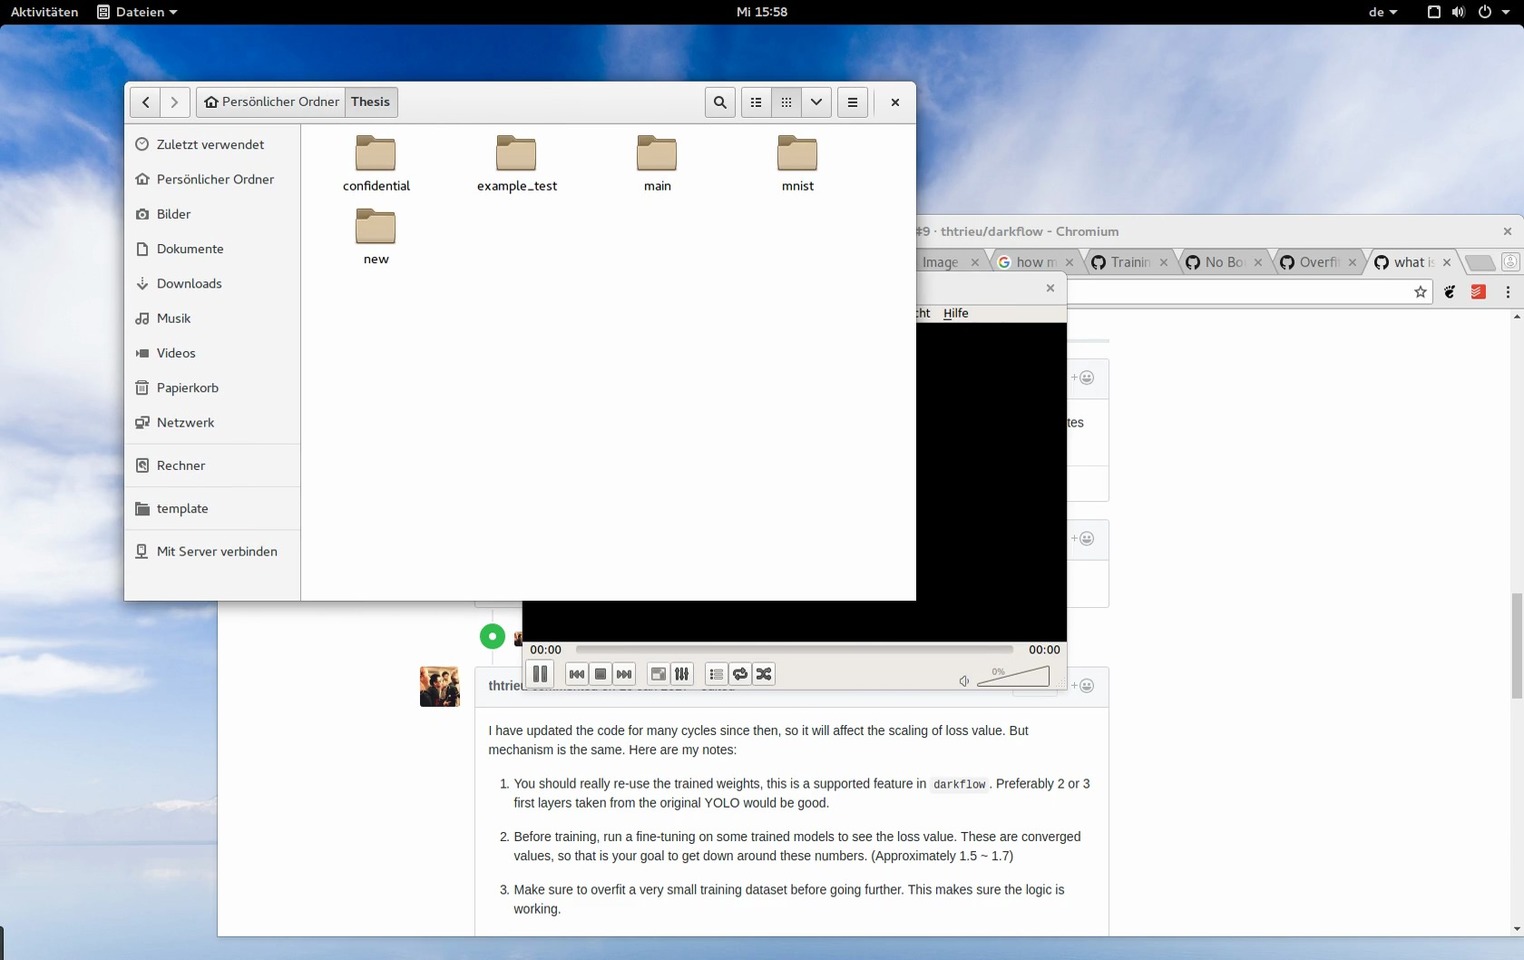 Aktivitäten
Dateien
Mi 15:58
de
Persönlicher Ordner
Thesis
Zuletzt verwendet
Persönlicher Ordner
Bilder
Dokumente
Downloads
Musik
Videos
Papierkorb
Netzwerk
Rechner
template
Mit Server verbinden
confidential
example_test
main
mnist
new
#9 · thtrieu/darkflow - Chromium
Image
how m
Trainin
No Bo
Overfi
what is
cht Hilfe
tes
00:00
00:00
0%
I have updated the code for many cycles since then, so it will affect the scaling of loss value. But
mechanism is the same. Here are my notes:
1. You should really re-use the trained weights, this is a supported feature in darkflow. Preferably 2 or 3
first layers taken from the original YOLO would be good.
2. Before training, run a fine-tuning on some trained models to see the loss value. These are converged
values, so that is your goal to get down around these numbers. (Approximately 1.5 ~ 1.7)
3. Make sure to overfit a very small training dataset before going further. This makes sure the logic is
working.